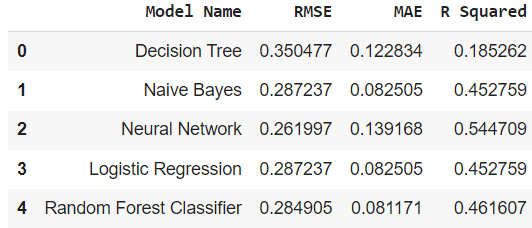 Model Name RMSE MAE R Squared
0 Decision Tree 0.350477 0.122834 0.185262
1 Naive Bayes 0.287237 0.082505 0.452759
2 Neural Network 0.261997 0.139168 0.544709
3 Logistic Regression 0.287237 0.082505 0.452759
4 Random Forest Classifier 0.284905 0.081171 0.461607